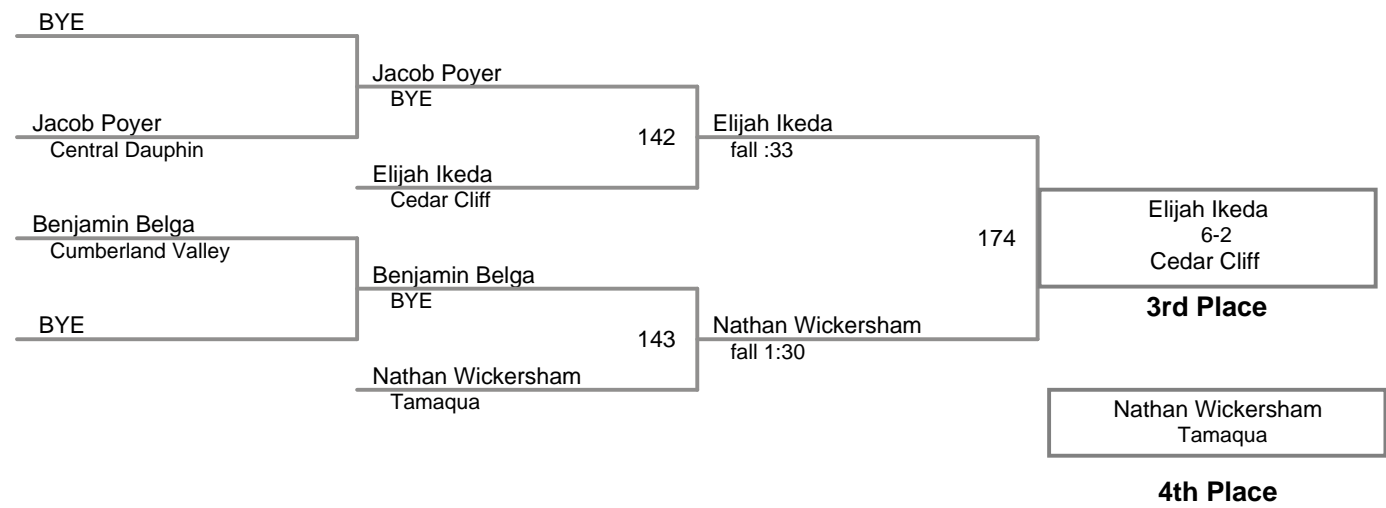 BYE
Jacob Poyer
BYE
Jacob Poyer
Central Dauphin
142
Elijah Ikeda
fall :33
Elijah Ikeda
Cedar Cliff
Benjamin Belga
Cumberland Valley
174
Elijah Ikeda
6-2
Cedar Cliff
3rd Place
Benjamin Belga
BYE
BYE
143
Nathan Wickersham
fall 1:30
Nathan Wickersham
Tamaqua
Nathan Wickersham
Tamaqua
4th Place